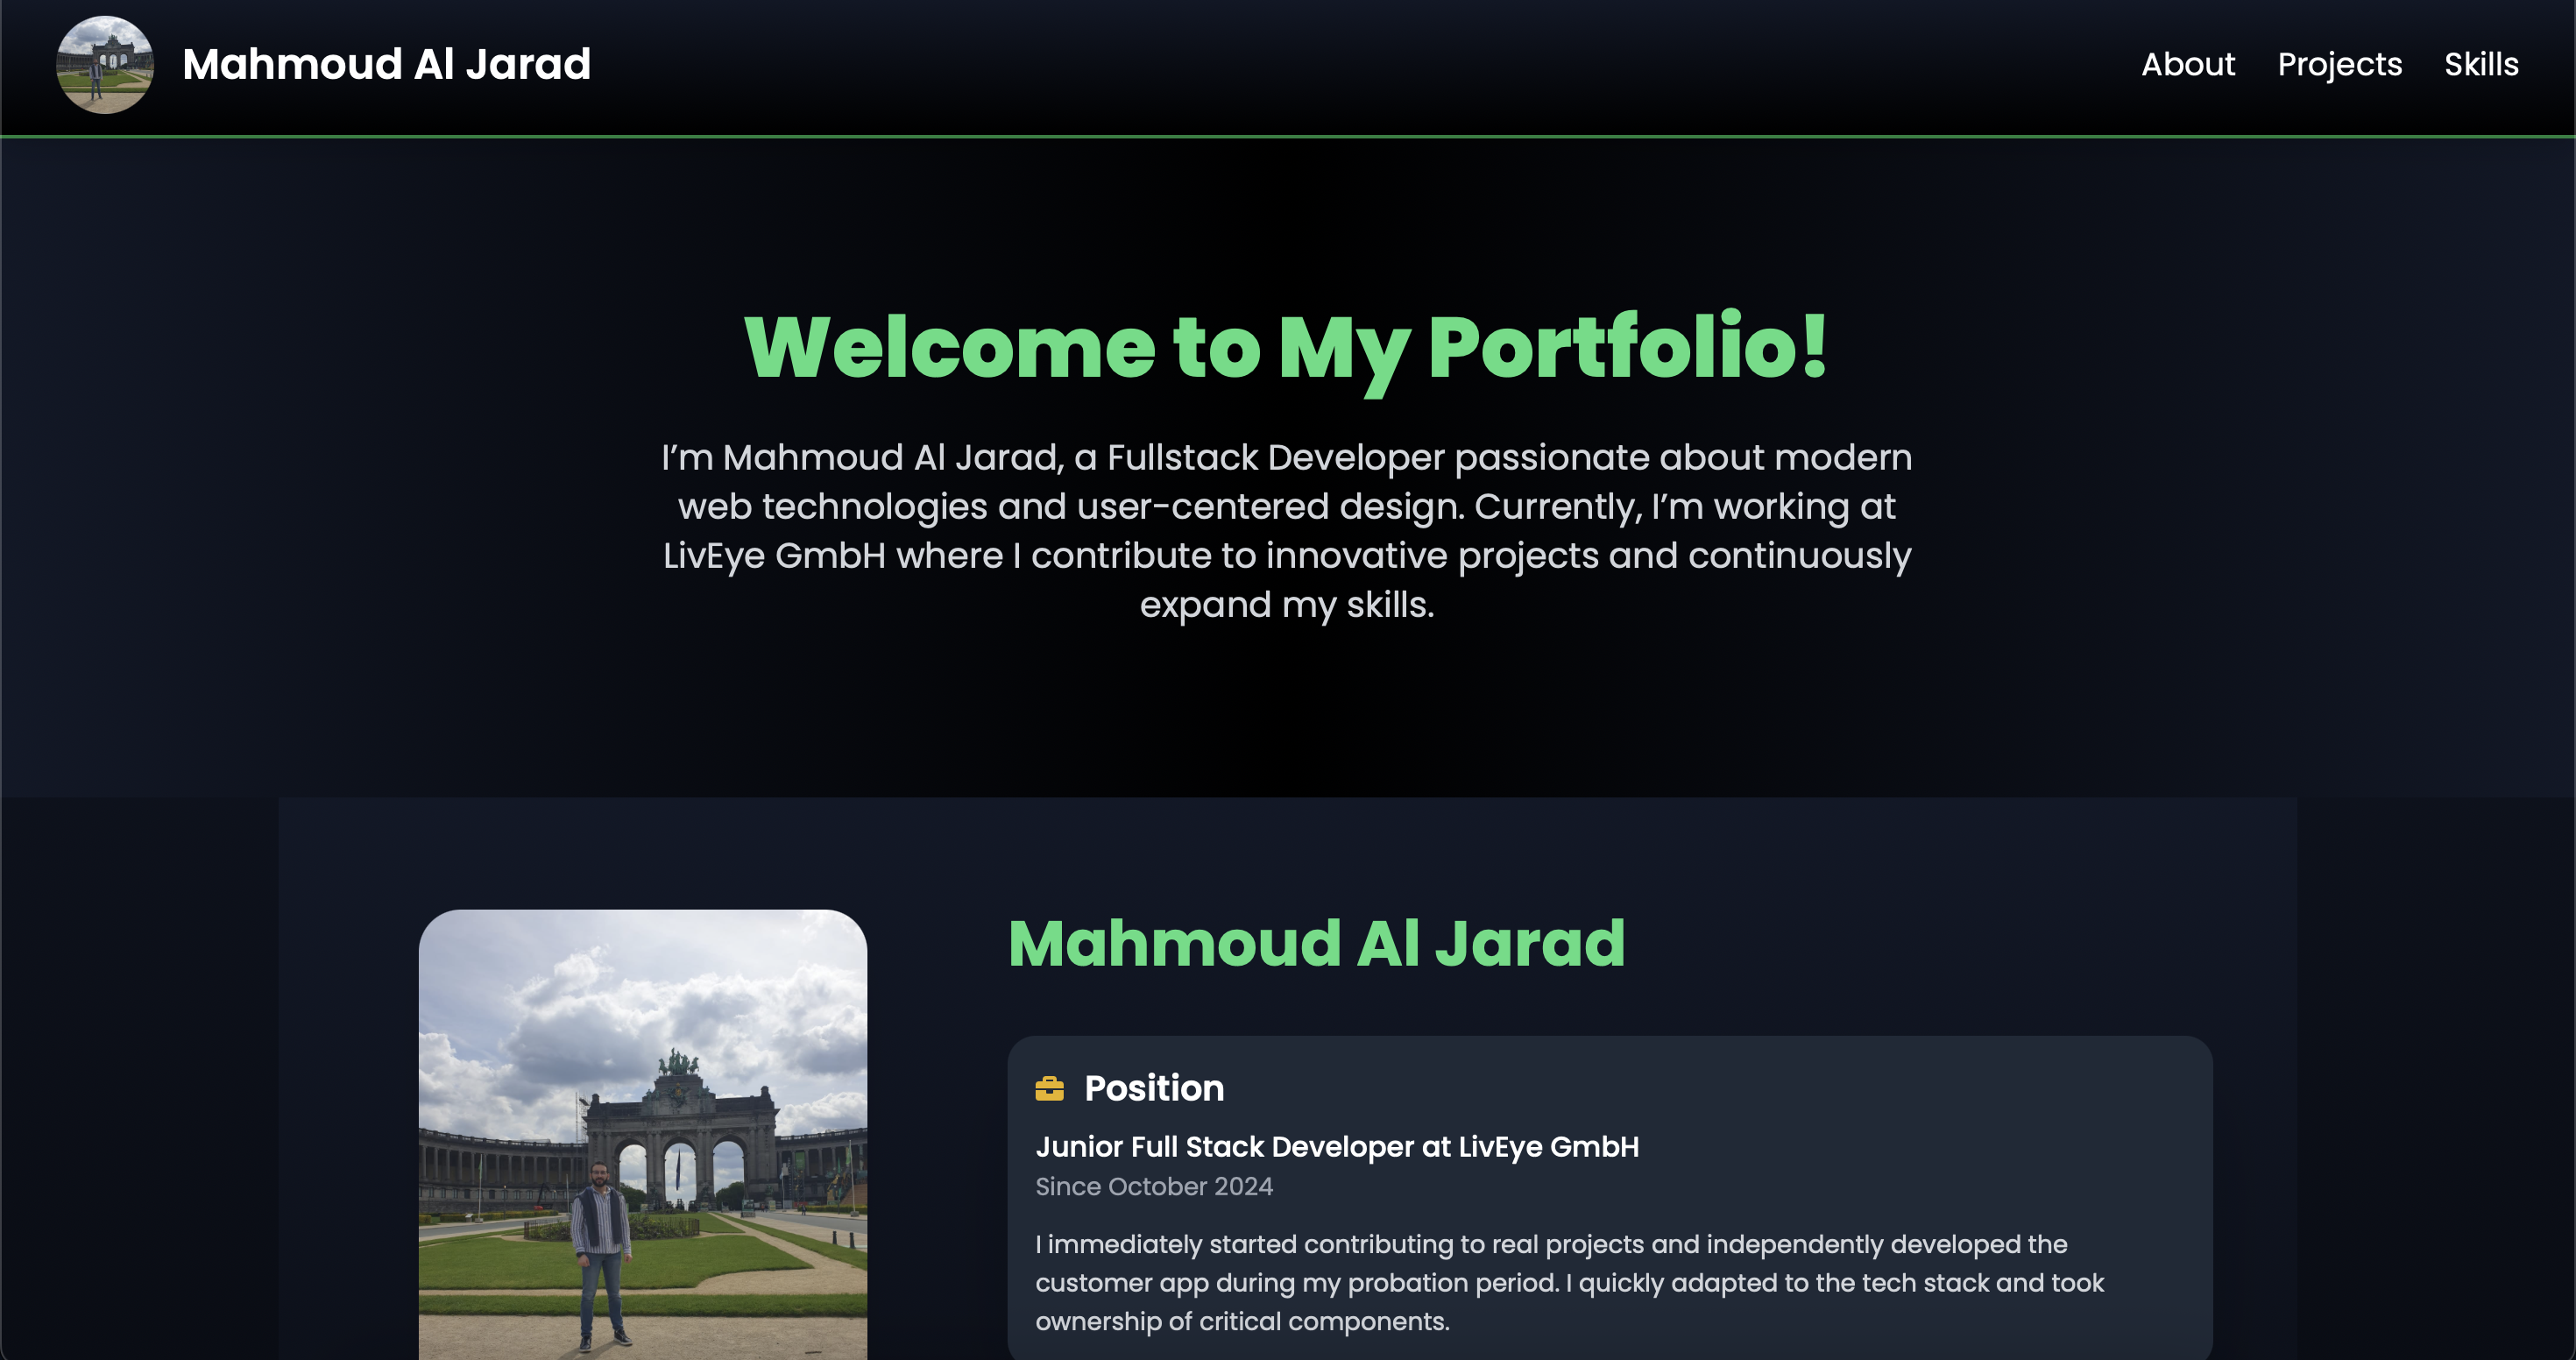 Mahmoud Al Jarad
About
Projects
Skills
Welcome to My Portfolio!
I’m Mahmoud Al Jarad, a Fullstack Developer passionate about modern
web technologies and user-centered design. Currently, I’m working at
LivEye GmbH where I contribute to innovative projects and continuously
expand my skills.
Mahmoud Al Jarad
Position
Junior Full Stack Developer at LivEye GmbH
Since October 2024
I immediately started contributing to real projects and independently developed the
customer app during my probation period. I quickly adapted to the tech stack and took
ownership of critical components.